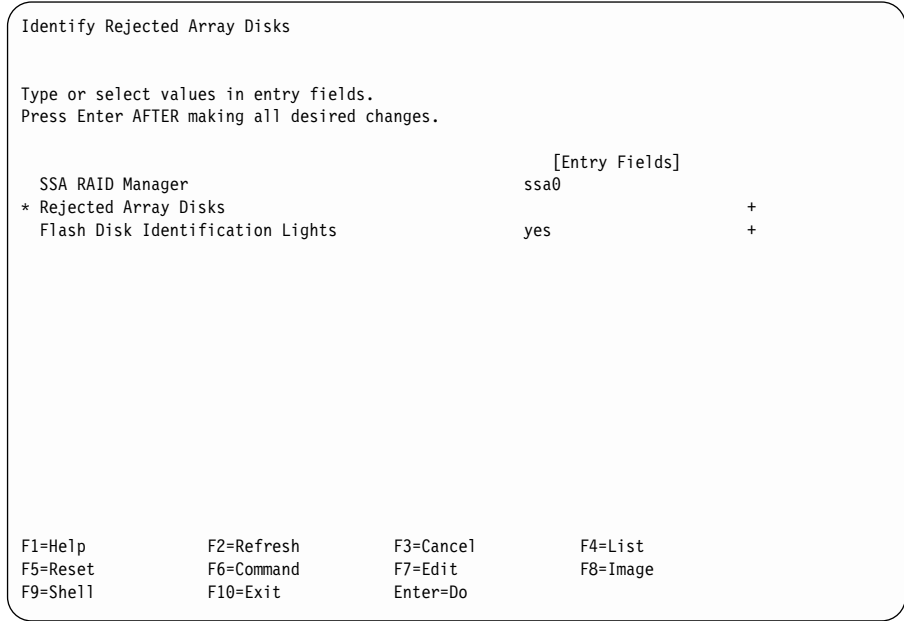 Identify Rejected Array Disks
Type or select values in entry fields.
Press Enter AFTER making all desired changes.
[Entry Fields]
SSA RAID Manager ssa0
* Rejected Array Disks +
Flash Disk Identification Lights yes +
F1=Help F2=Refresh F3=Cancel F4=List
F5=Reset F6=Command F7=Edit F8=Image
F9=Shell F10=Exit Enter=Do